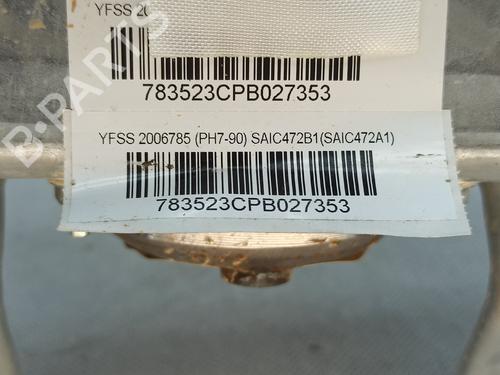 YFSS 20
783523CPB027353
YFSS 2006785 (PH7-90) SAIC472B1(SAIC472A1)
783523CPB027353
B-PARTS